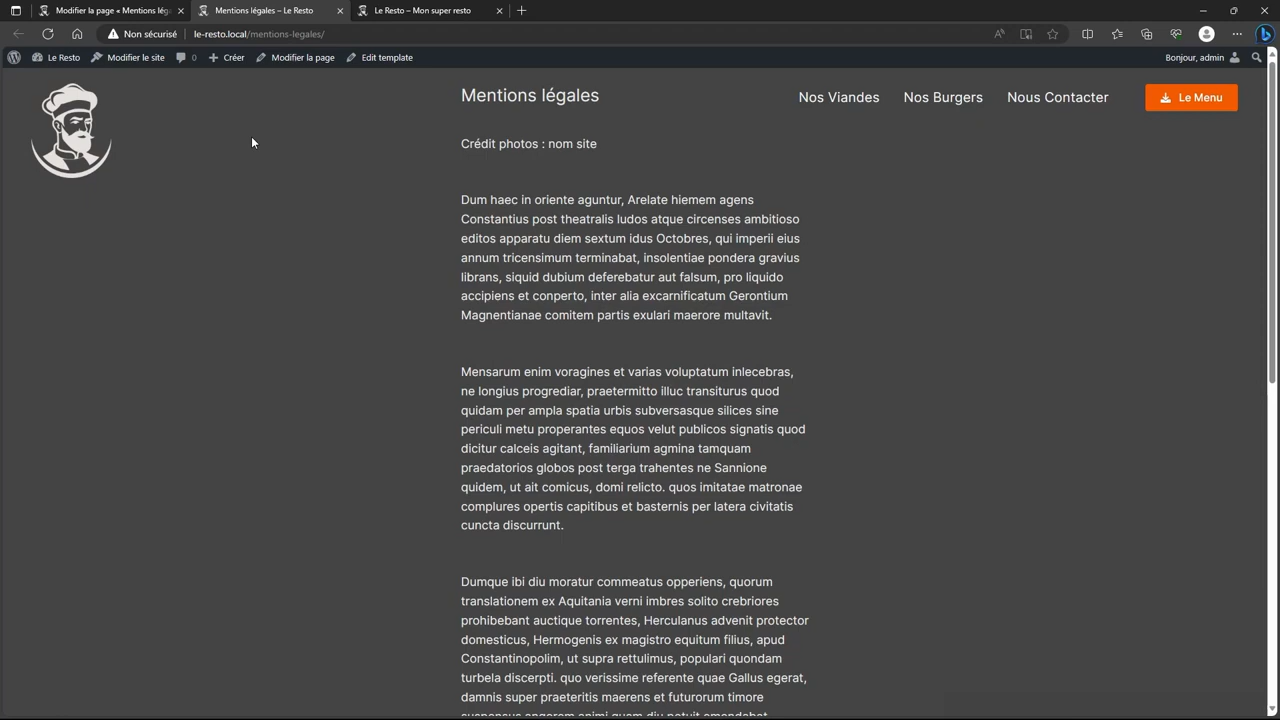 Modifier la page « Mentions léga
Mentions légales – Le Resto
Le Resto – Mon super resto
Non sécurisé
le-resto.local/mentions-legales/
Le Resto
Modifier le site
0
Créer
Modifier la page
Edit template
Bonjour, admin
Mentions légales
Nos Viandes
Nos Burgers
Nous Contacter
Le Menu
Crédit photos : nom site
Dum haec in oriente aguntur, Arelate hiemem agens
Constantius post theatralis ludos atque circenses ambitioso
editos apparatu diem sextum idus Octobres, qui imperii eius
annum tricensimum terminabat, insolentiae pondera gravius
librans, siquid dubium deferebatur aut falsum, pro liquido
accipiens et conperto, inter alia excarnificatum Gerontium
Magnentianae comitem partis exulari maerore multavit.
Mensarum enim voragines et varias voluptatum inlecebras,
ne longius progrediar, praetermitto illuc transiturus quod
quidam per ampla spatia urbis subversasque silices sine
periculi metu properantes equos velut publicos signatis quod
dicitur calceis agitant, familiarium agmina tamquam
praedatorios globos post terga trahentes ne Sannione
quidem, ut ait comicus, domi relicto. quos imitatae matronae
complures opertis capitibus et basternis per latera civitatis
cuncta discurrunt.
Dumque ibi diu moratur commeatus opperiens, quorum
translationem ex Aquitania verni imbres solito crebriores
prohibebant auctique torrentes, Herculanus advenit protector
domesticus, Hermogenis ex magistro equitum filius, apud
Constantinopolim, ut supra rettulimus, populari quondam
turbela discerpti. quo verissime referente quae Gallus egerat,
damnis super praeteritis maerens et futurorum timore